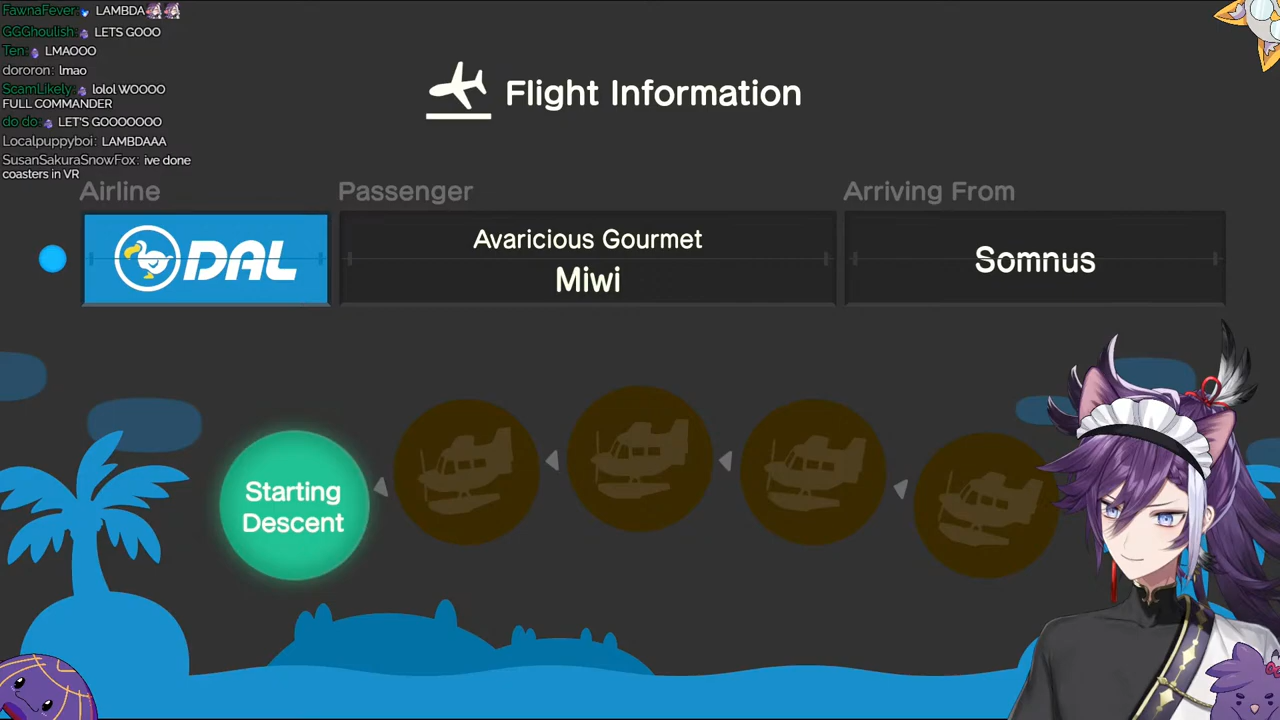 FawnaFever: LAMBDA
GGGhoulish: LETS GOOO
Ten: LMAOOO
dororon: lmao
ScamLikely: lolol WOOOO
FULL COMMANDER
do do: LET'S GOOOOOOO
Localpuppyboi: LAMBDAAA
SusanSakuraSnowFox: ive done
coasters in VR
Flight Information
Airline
Passenger
Arriving From
DAL
Avaricious Gourmet
Miwi
Somnus
Starting
Descent